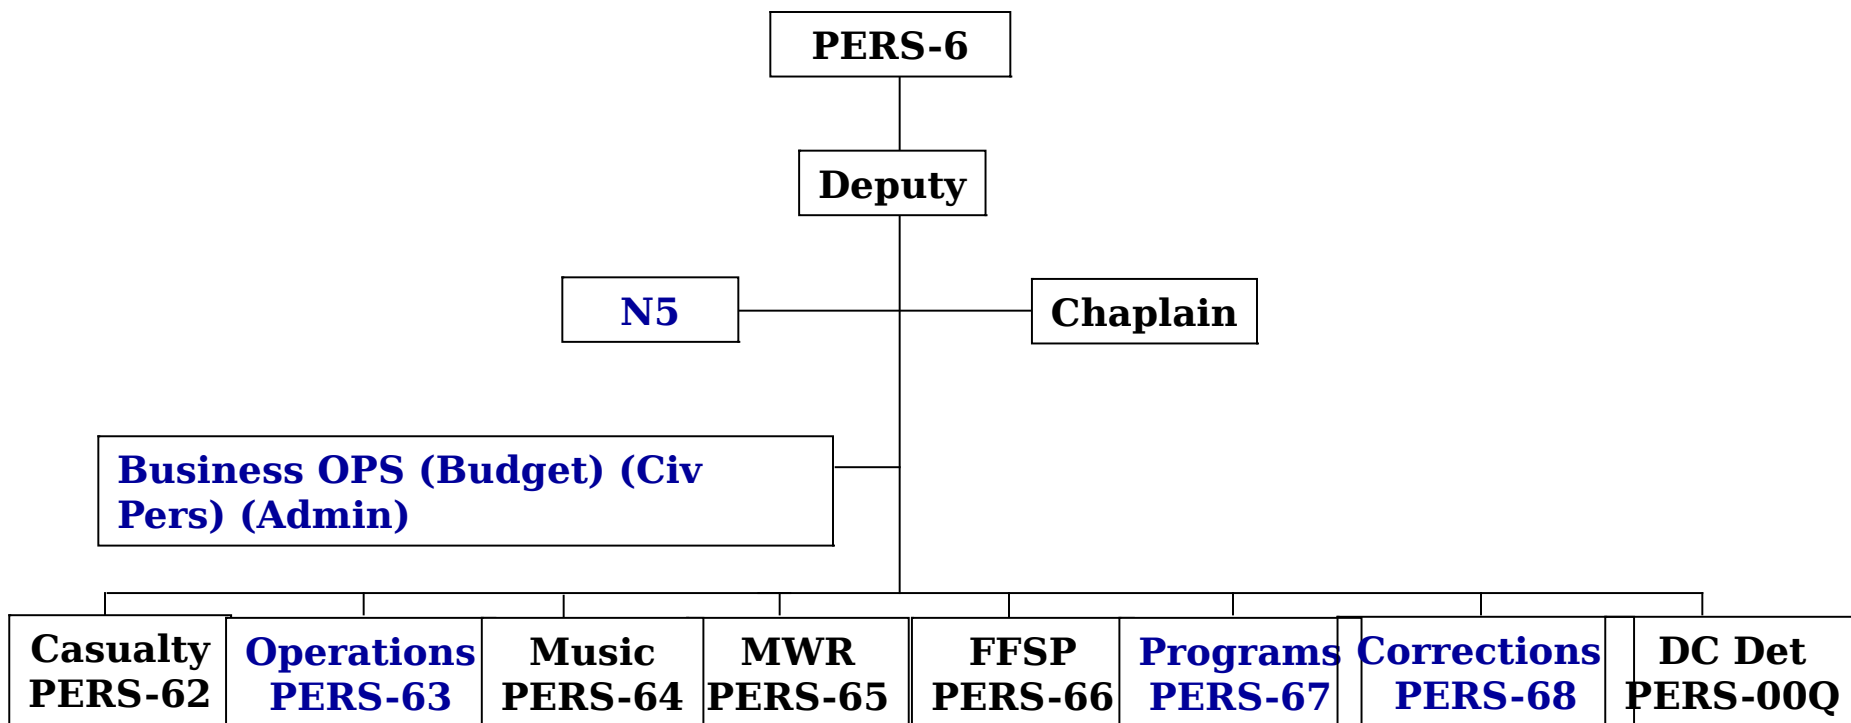 PERS-6
Deputy
N5
Chaplain
Business OPS (Budget) (Civ
Pers) (Admin)
Casualty
PERS-62
Operations
PERS-63
Music
PERS-64
MWR
PERS-65
FFSP
PERS-66
Programs
PERS-67
Corrections
PERS-68
DC Det
PERS-00Q